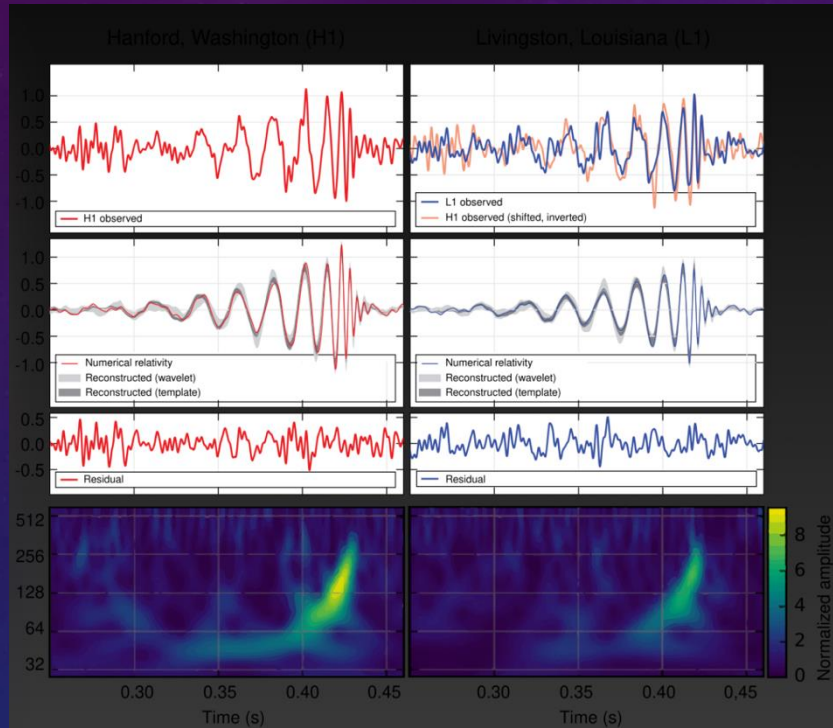 Hanford, Washington (H1)
Livingston, Louisiana (L1)
1.0
0.5
0.0
-0.5
-1.0
H1 observed
L1 observed
H1 observed (shifted, inverted)
1.0
0.5
0.0
-0.5
-1.0
Numerical relativity
Reconstructed (wavelet)
Reconstructed (template)
Numerical relativity
Reconstructed (wavelet)
Reconstructed (template)
0.5
0.0
-0.5
Residual
Residual
512
256
128
64
32
0.30
0.35
0.40
0.45
Time (s)
0.30
0.35
0.40
0,45
Time (s)
8
6
4
2
0
Normalized amplitude